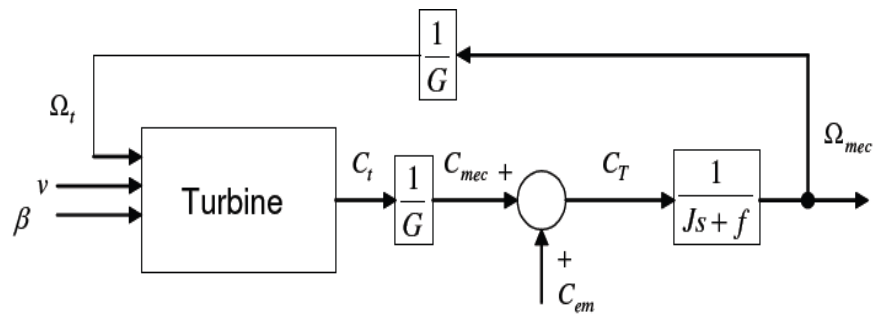 1
G
Ω_t
v
β
Turbine
C_t
1
G
C_mec +
+
C_em
C_T
1
Js + f
Ω_mec